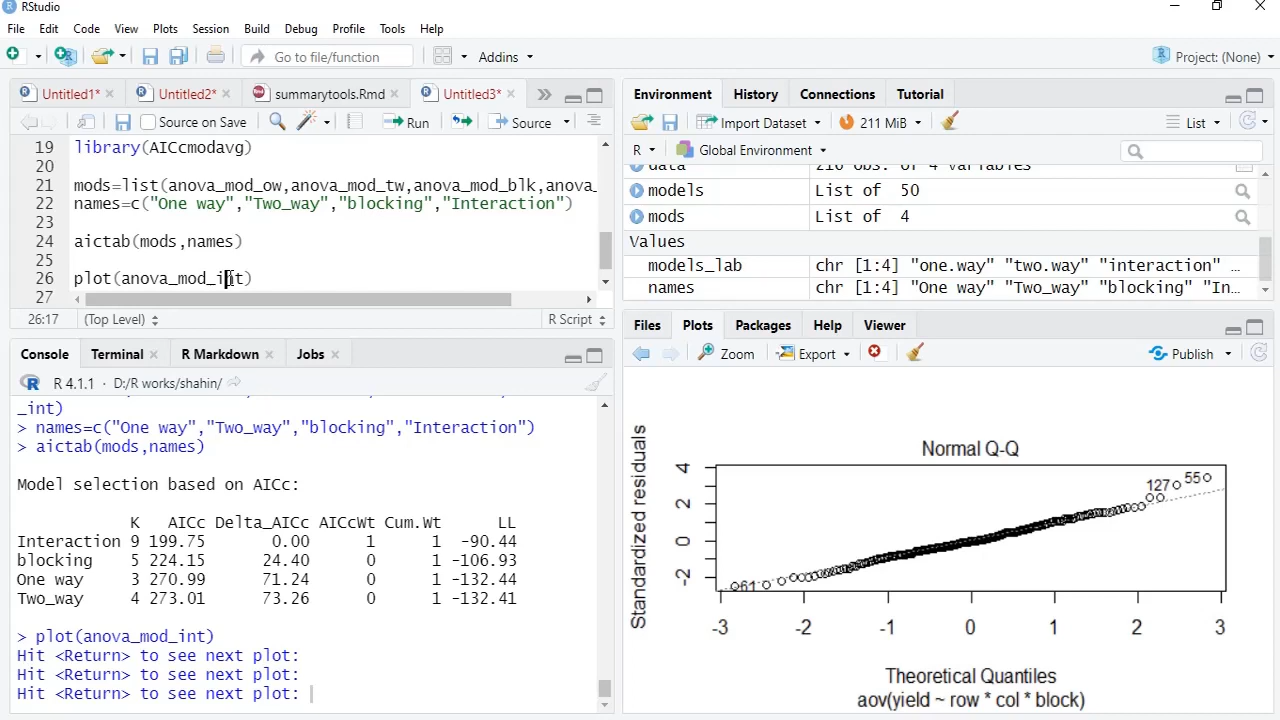 RStudio
File Edit Code View Plots Session Build Debug Profile Tools Help
Go to file/function Addins Project: (None)
Untitled1* Untitled2* summarytools.Rmd Untitled3*
Source on Save Run Source
19 library(AICcmodavg)
20
21 mods=list(anova_mod_ow,anova_mod_tw,anova_mod_blk,anova_
22 names=c("One way","Two_way","blocking","Interaction")
23
24 aictab(mods,names)
25
26 plot(anova_mod_int)
27
26:17 (Top Level) R Script
Console Terminal R Markdown Jobs
R 4.1.1 · D:/R works/shahin/
_int)
> names=c("One way","Two_way","blocking","Interaction")
> aictab(mods,names)
Model selection based on AICc:
K AICc Delta_AICc AICcWt Cum.Wt LL
Interaction 9 199.75 0.00 1 1 -90.44
blocking 5 224.15 24.40 0 1 -106.93
One way 3 270.99 71.24 0 1 -132.44
Two_way 4 273.01 73.26 0 1 -132.41
> plot(anova_mod_int)
Hit <Return> to see next plot:
Hit <Return> to see next plot:
Hit <Return> to see next plot:
Environment History Connections Tutorial
Import Dataset 211 MiB List
R Global Environment
data 216 obs. of 4 variables
models List of 50
mods List of 4
Values
models_lab chr [1:4] "one.way" "two.way" "interaction" ...
names chr [1:4] "One way" "Two_way" "blocking" "In...
Files Plots Packages Help Viewer
Zoom Export Publish
Normal Q-Q
Standardized residuals
4
2
0
-2
127 55
61
-3 -2 -1 0 1 2 3
Theoretical Quantiles
aov(yield ~ row * col * block)